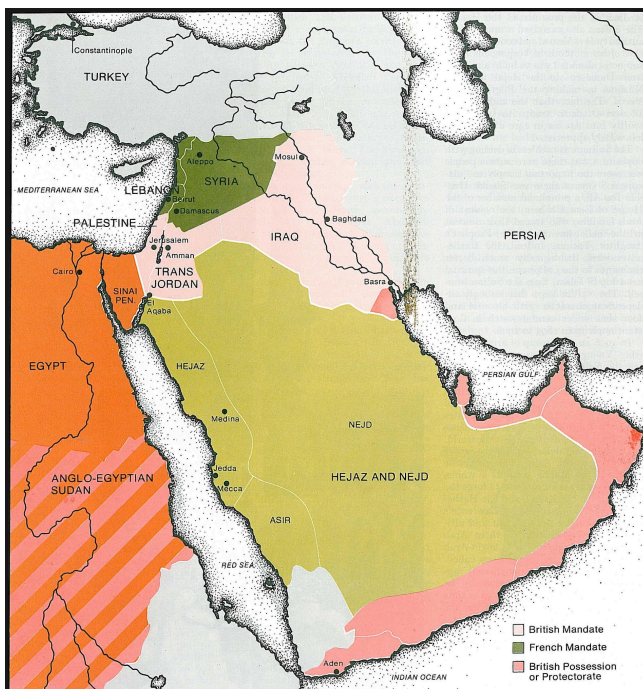 Constantinople
TURKEY
Aleppo
Mosul
SYRIA
MEDITERRANEAN SEA
LEBANON
Beirut
Damascus
PALESTINE
Baghdad
IRAQ
PERSIA
Jerusalem
Amman
Cairo
TRANS
JORDAN
Basra
SINAI
PEN.
El
Aqaba
HEJAZ
EGYPT
PERSIAN GULF
Medina
NEJD
ANGLO-EGYPTIAN
SUDAN
Jedda
HEJAZ AND NEJD
Mecca
ASIR
RED SEA
British Mandate
French Mandate
British Possession
or Protectorate
Aden
INDIAN OCEAN